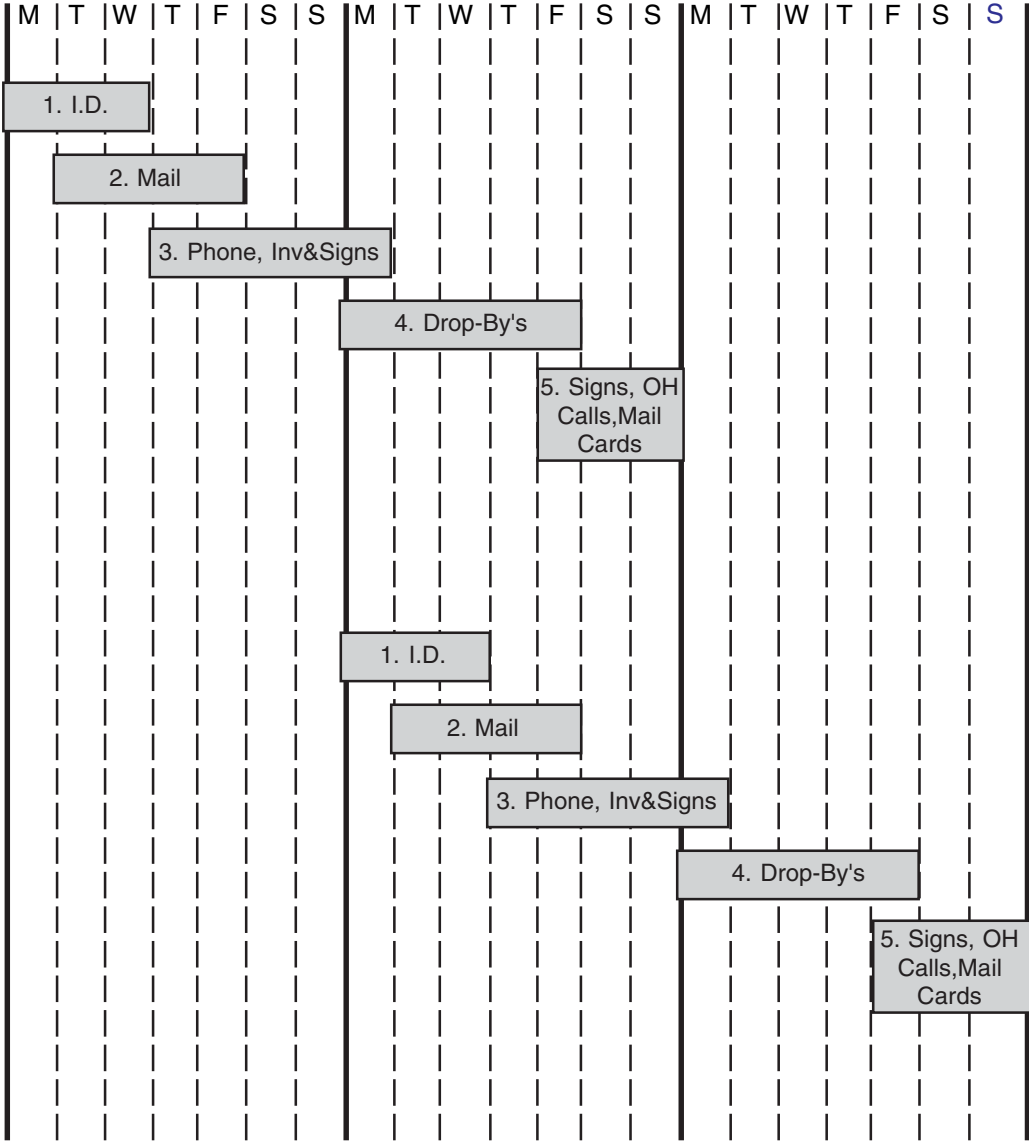 M T W T F S S M T W T F S S M T W T F S S
1. I.D.
2. Mail
3. Phone, Inv&Signs
4. Drop-By's
5. Signs, OH
Calls,Mail
Cards
1. I.D.
2. Mail
3. Phone, Inv&Signs
4. Drop-By's
5. Signs, OH
Calls,Mail
Cards